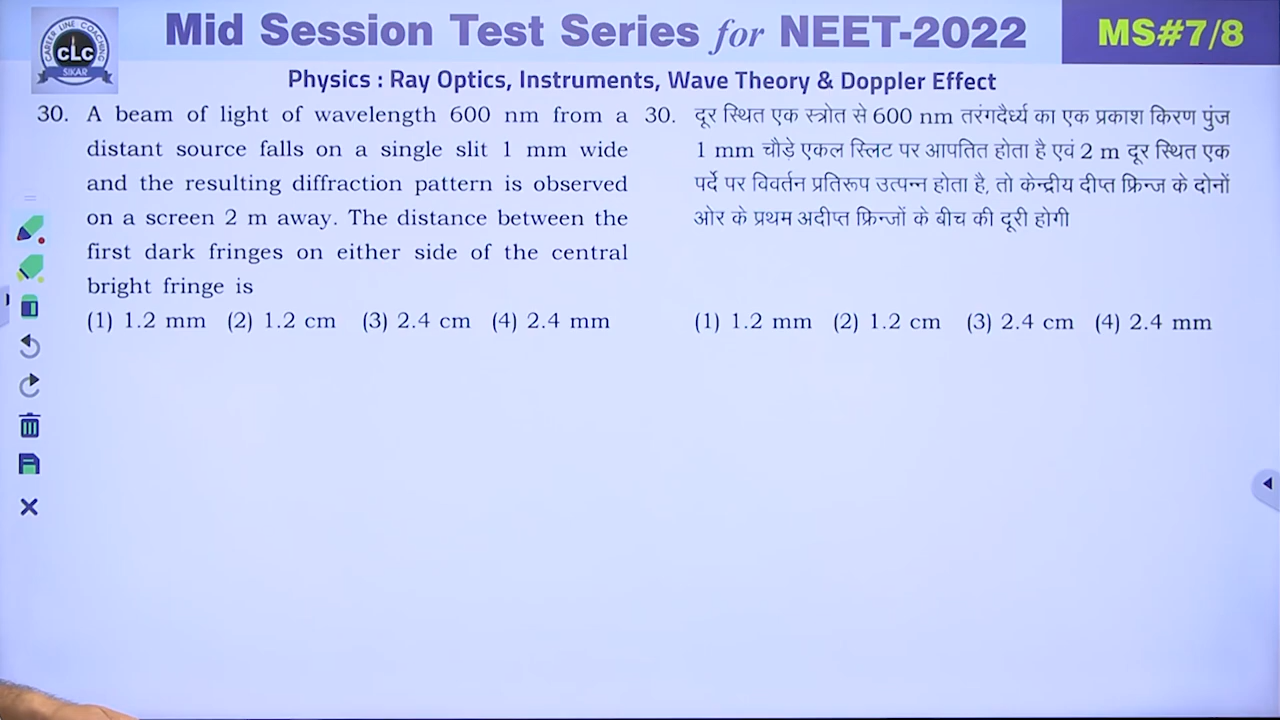 Mid Session Test Series for NEET-2022
MS#7/8
CAREER LINE COACHING
CLC
SIKAR
Physics : Ray Optics, Instruments, Wave Theory & Doppler Effect
30. A beam of light of wavelength 600 nm from a
distant source falls on a single slit 1 mm wide
and the resulting diffraction pattern is observed
on a screen 2 m away. The distance between the
first dark fringes on either side of the central
bright fringe is
(1) 1.2 mm (2) 1.2 cm (3) 2.4 cm (4) 2.4 mm
30. दूर स्थित एक स्त्रोत से 600 nm तरंगदैर्ध्य का एक प्रकाश किरण पुंज
1 mm चौड़े एकल स्लिट पर आपतित होता है एवं 2 m दूर स्थित एक
पर्दे पर विवर्तन प्रतिरूप उत्पन्न होता है, तो केन्द्रीय दीप्त फ्रिन्ज के दोनों
ओर के प्रथम अदीप्त फ्रिन्जों के बीच की दूरी होगी
(1) 1.2 mm (2) 1.2 cm (3) 2.4 cm (4) 2.4 mm